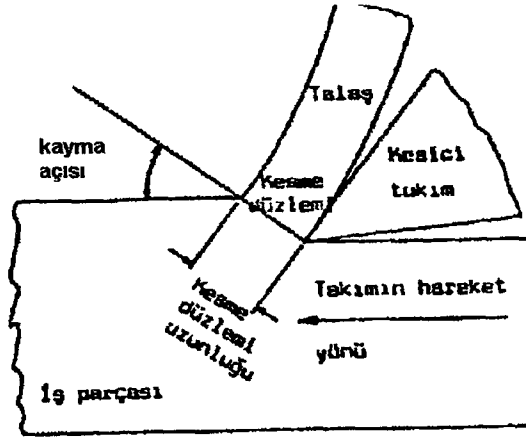 Talaş
kayma
açısı
Kesme
düzlemi
Kesici
takım
Kesme
düzlemi
uzunluğu
Takımın hareket
yönü
İş parçası